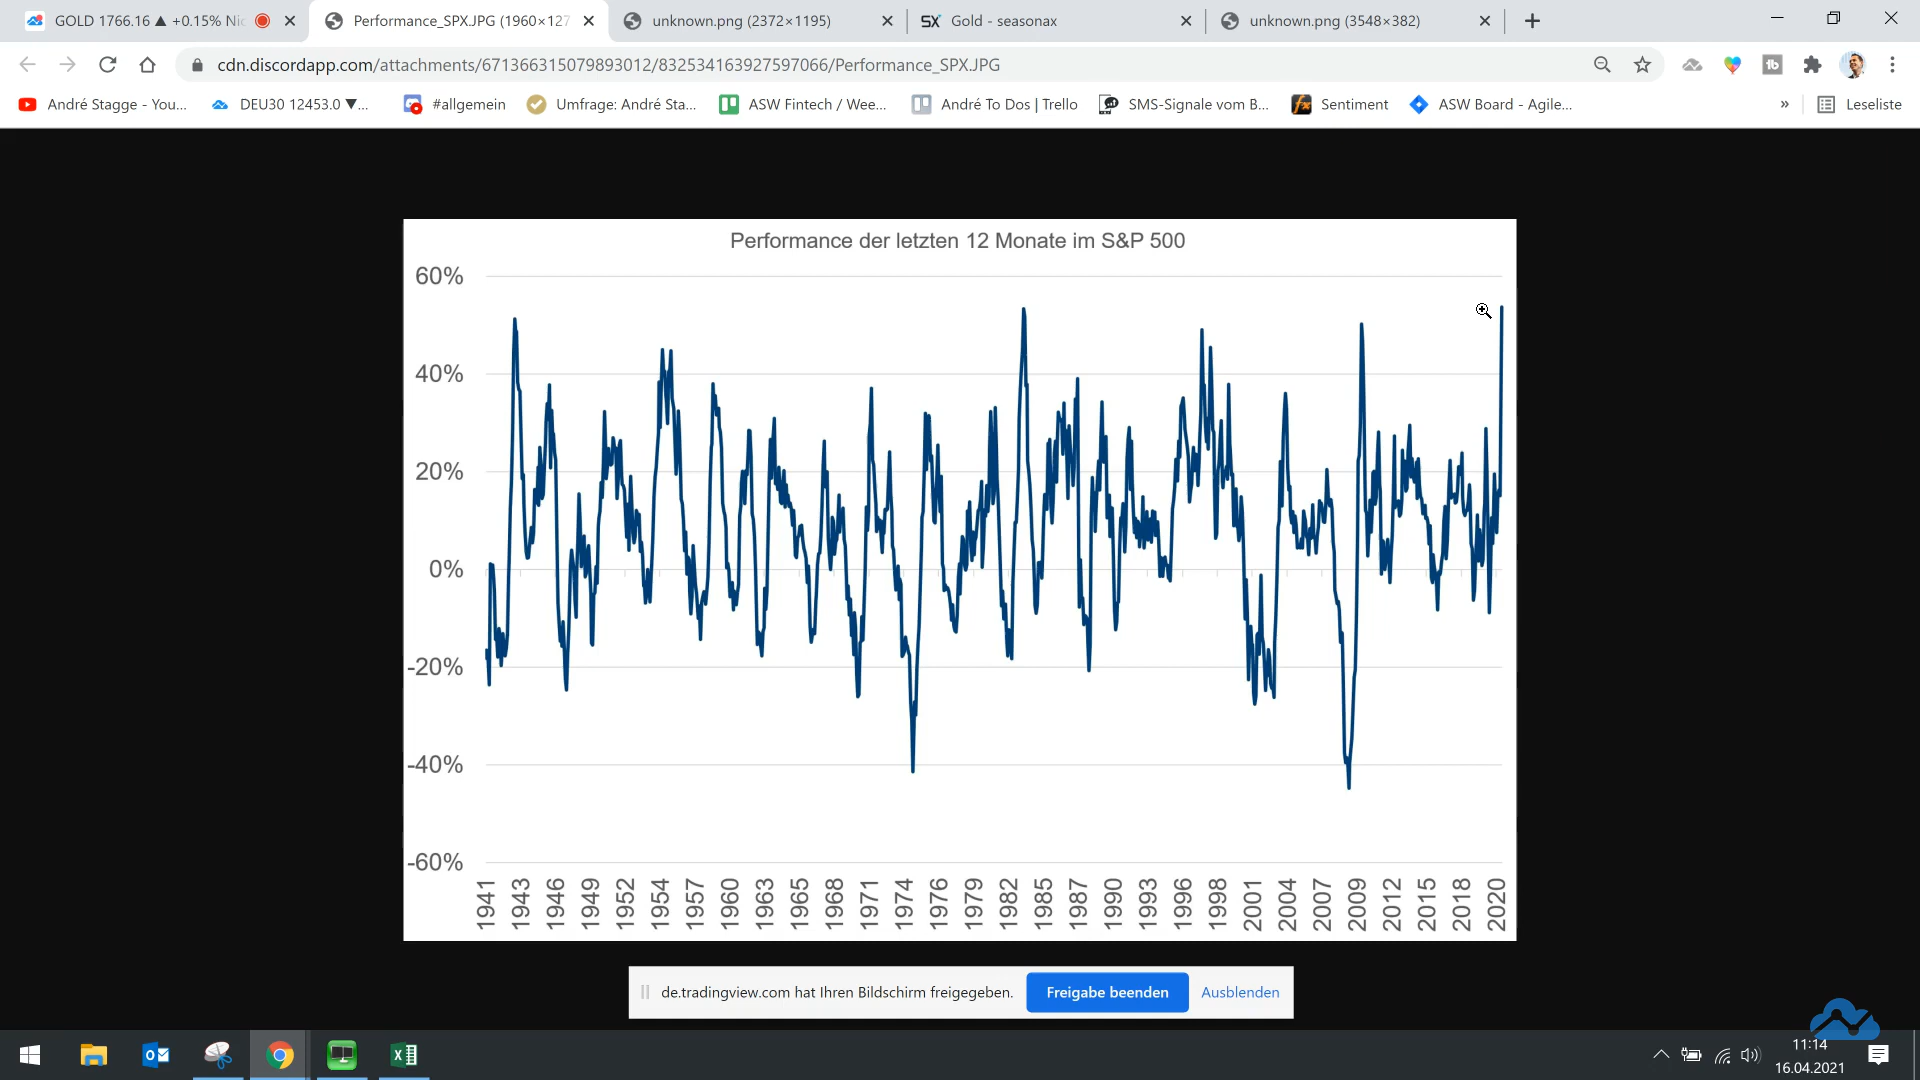 GOLD 1766.16 ▲ +0.15%
Performance_SPX.JPG (1960×127
unknown.png (2372×1195)
SX Gold - seasonax
unknown.png (3548×382)
cdn.discordapp.com/attachments/671366315079893012/832534163927597066/Performance_SPX.JPG
tb
André Stagge - You...
DEU30 12453.0 ▼...
#allgemein
Umfrage: André Sta...
ASW Fintech / Wee...
André To Dos | Trello
SMS-Signale vom B...
fx Sentiment
ASW Board - Agile...
»
Leseliste
Performance der letzten 12 Monate im S&P 500
60%
40%
20%
0%
-20%
-40%
-60%
1941 1943 1946 1949 1952 1954 1957 1960 1963 1965 1968 1971 1974 1976 1979 1982 1985 1987 1990 1993 1996 1998 2001 2004 2007 2009 2012 2015 2018 2020
de.tradingview.com hat Ihren Bildschirm freigegeben. Freigabe beenden Ausblenden
11:14
16.04.2021